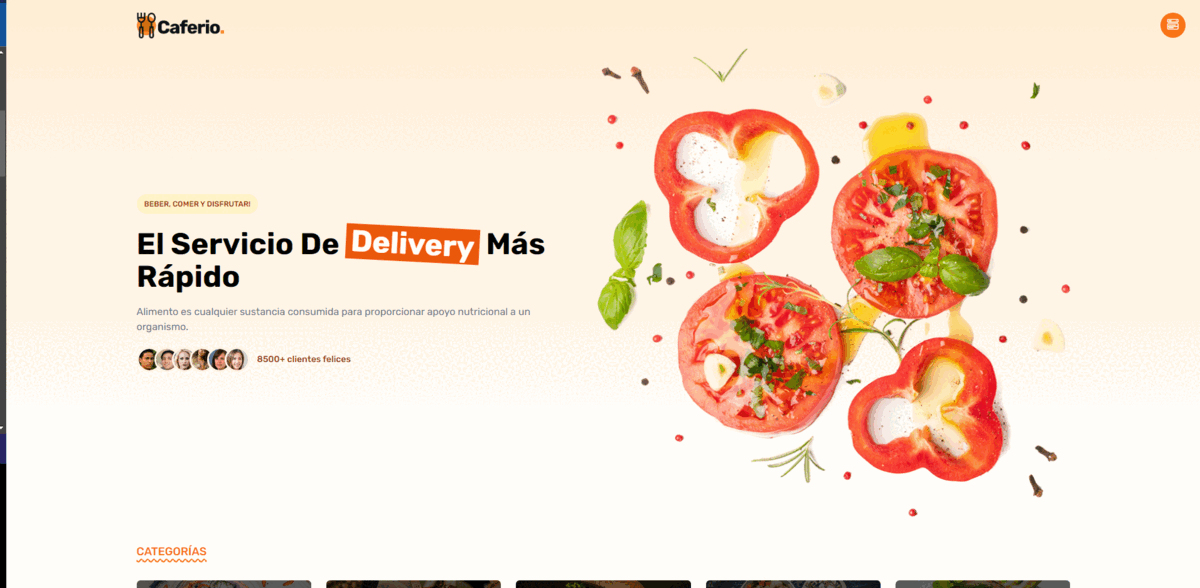 Caferio.
BEBER, COMER Y DISFRUTAR!
El Servicio De Delivery Más
Rápido
Alimento es cualquier sustancia consumida para proporcionar apoyo nutricional a un
organismo.
8500+ clientes felices
CATEGORÍAS